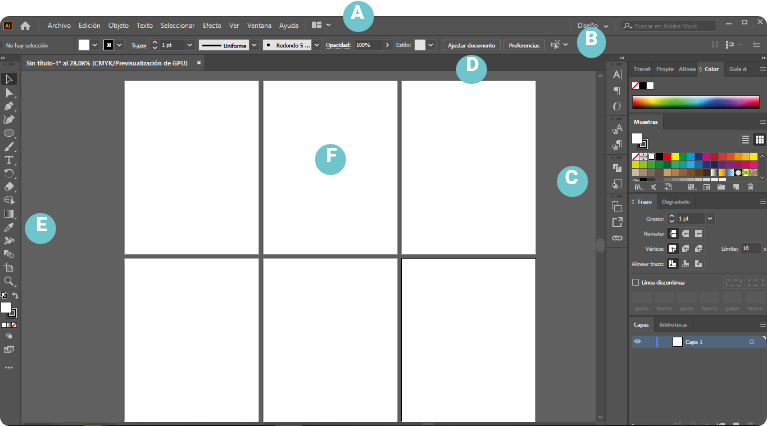 A
Ai Archivo Edición Objeto Texto Seleccionar Efecto Ver Ventana Ayuda Diseño Buscar en Adobe Stock
B
No hay selección Trazo: 1 pt Uniforme Redonda 5 ... Opacidad: 100% Estilo: Ajustar documento Preferencias
Sin título-1* al 28,08% (CMYK/Previsualización de GPU) ×
D
Transf Propie Alinea Color Guía d
Muestras
F
C
E
Trazo Degradado
Grosor: 1 pt
Remate:
Vértice: Límite: 10 x
Alinear trazo:
Línea discontinua
guión hueco guión hueco guión hueco
Capas Bibliotecas
Capa 1